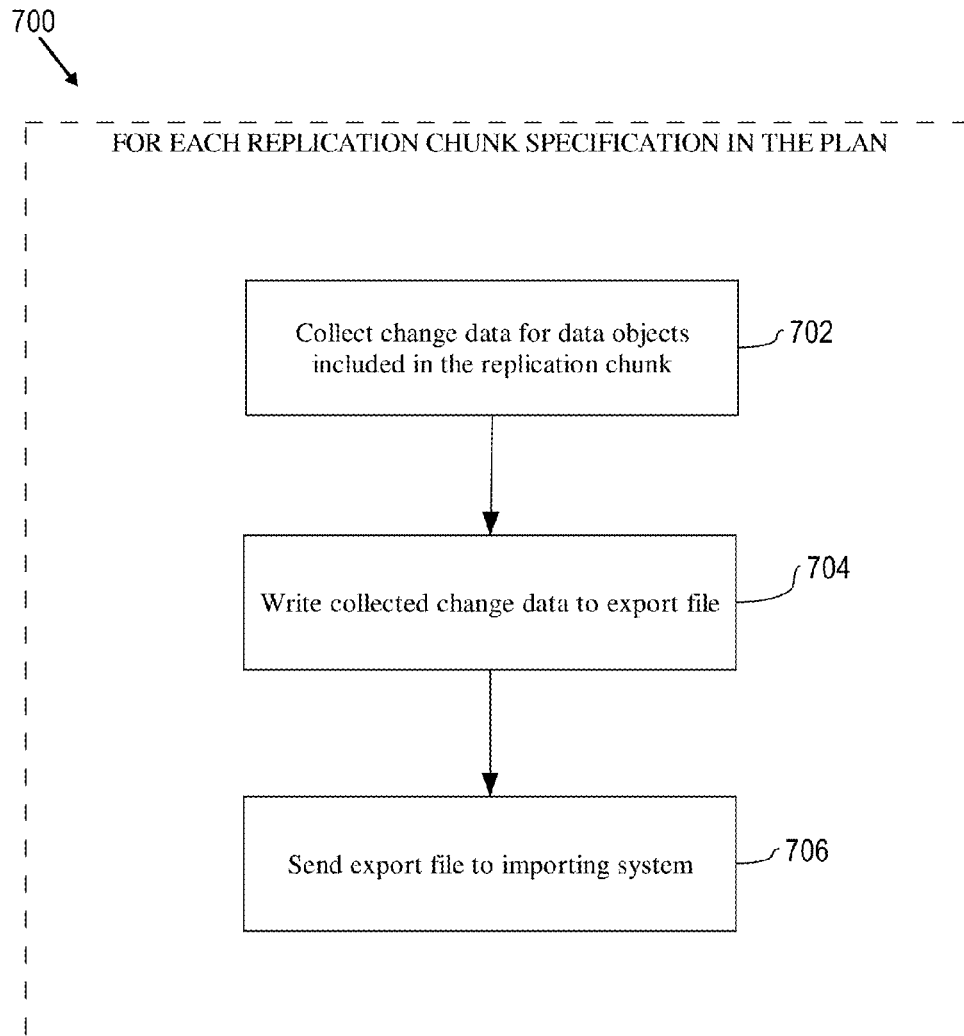 700
FOR EACH REPLICATION CHUNK SPECIFICATION IN THE PLAN
Collect change data for data objects
included in the replication chunk
702
Write collected change data to export file
704
Send export file to importing system
706